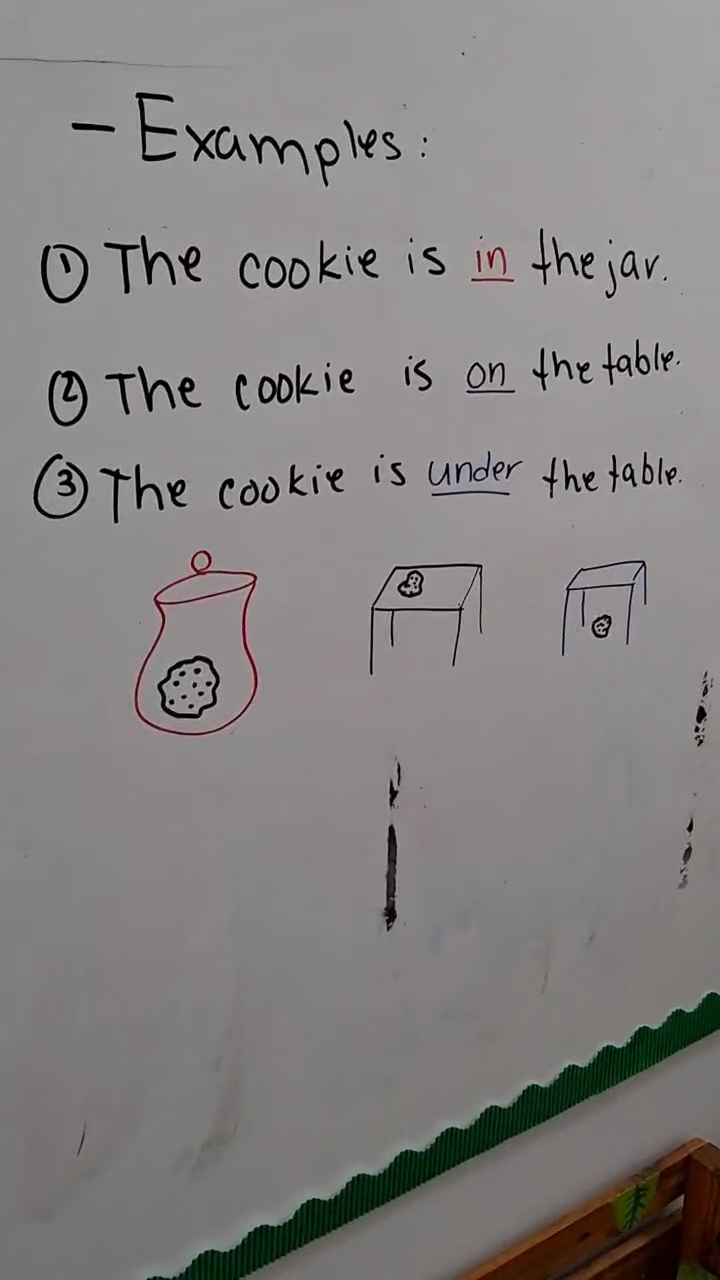 - Examples:
① The cookie is in the jar.
② The cookie is on the table.
③ The cookie is under the table.